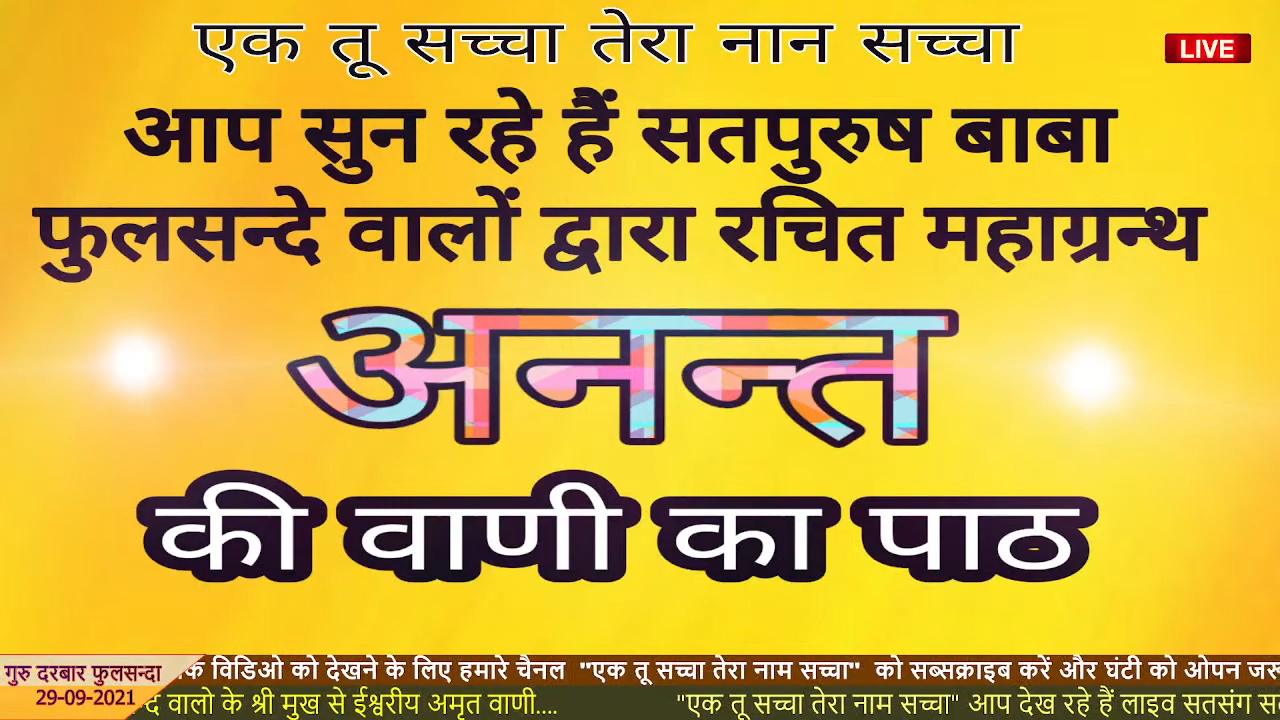 एक तू सच्चा तेरा नान सच्चा
LIVE
आप सुन रहे हैं सतपुरुष बाबा
फुलसन्दे वालों द्वारा रचित महाग्रन्थ
अनन्त
की वाणी का पाठ
गुरु दरबार फुलसन्दा
29-09-2021
विडिओ को देखने के लिए हमारे चैनल "एक तू सच्चा तेरा नाम सच्चा" को सब्सक्राइब करें और घंटी को ओपन
वालो के श्री मुख से ईश्वरीय अमृत वाणी.... "एक तू सच्चा तेरा नाम सच्चा" आप देख रहे हैं लाइव सतसंग